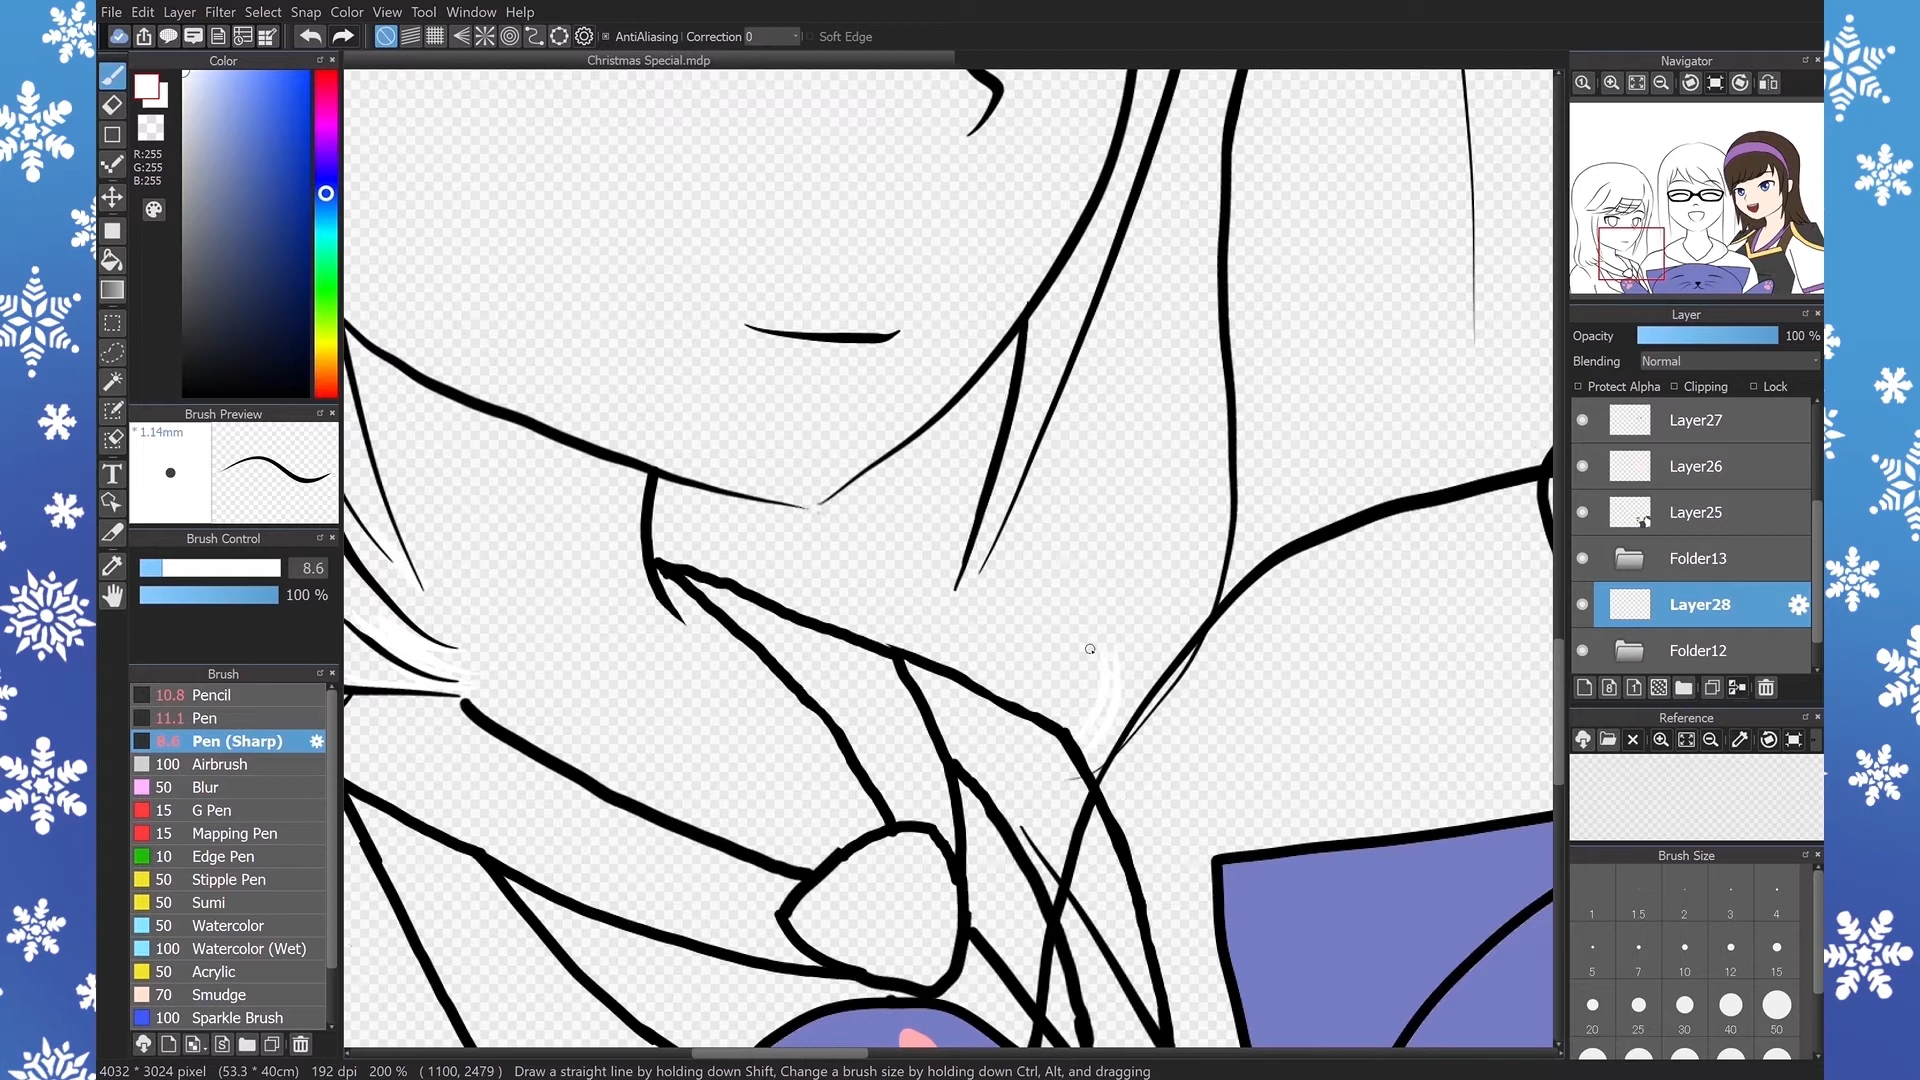 File Edit Layer Filter Select Snap Color View Tool Window Help
AntiAliasing Correction 0 Soft Edge
Color
Christmas Special.mdp
Navigator
R:255
G:255
B:255
Layer
Opacity 100 %
Blending Normal
Protect Alpha Clipping Lock
Brush Preview
* 1.14mm
Layer27
Layer26
Layer25
Folder13
Layer28
Folder12
Brush Control
8.6
100 %
Brush
10.8 Pencil
11.1 Pen
8.6 Pen (Sharp)
100 Airbrush
50 Blur
15 G Pen
15 Mapping Pen
10 Edge Pen
50 Stipple Pen
50 Sumi
50 Watercolor
100 Watercolor (Wet)
50 Acrylic
70 Smudge
100 Sparkle Brush
Reference
Brush Size
1 1.5 2 3 4
5 7 10 12 15
20 25 30 40 50
4032 * 3024 pixel (53.3 * 40cm) 192 dpi 200 % ( 1100, 2479 ) Draw a straight line by holding down Shift, Change a brush size by holding down Ctrl, Alt, and dragging